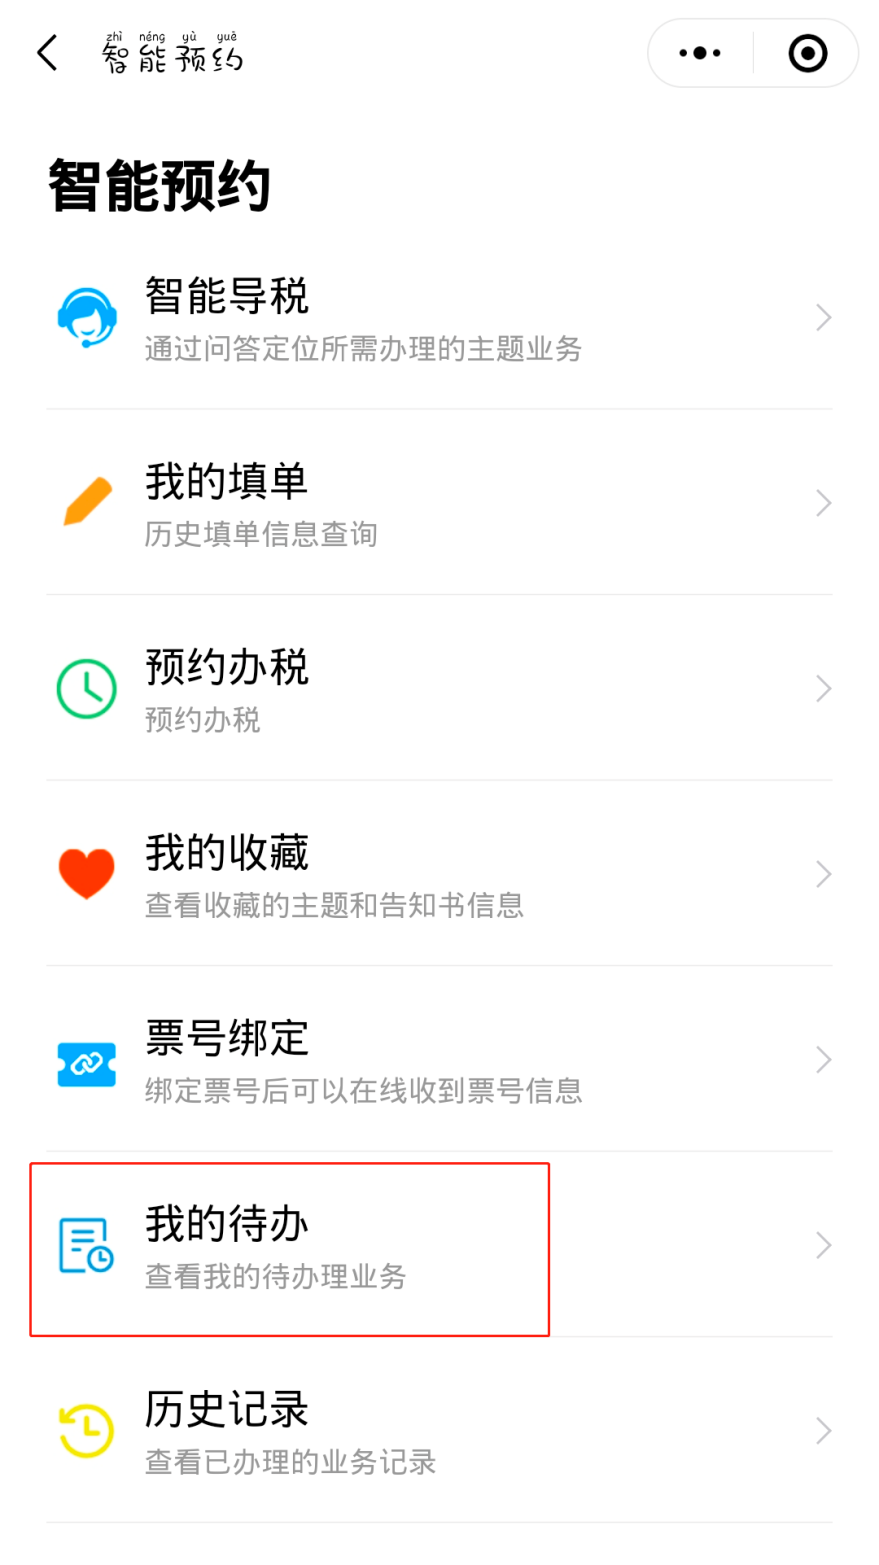 zhì néng yù yuē
智能预约
智能预约
智能导税
通过问答定位所需办理的主题业务
我的填单
历史填单信息查询
预约办税
预约办税
我的收藏
查看收藏的主题和告知书信息
票号绑定
绑定票号后可以在线收到票号信息
我的待办
查看我的待办理业务
历史记录
查看已办理的业务记录